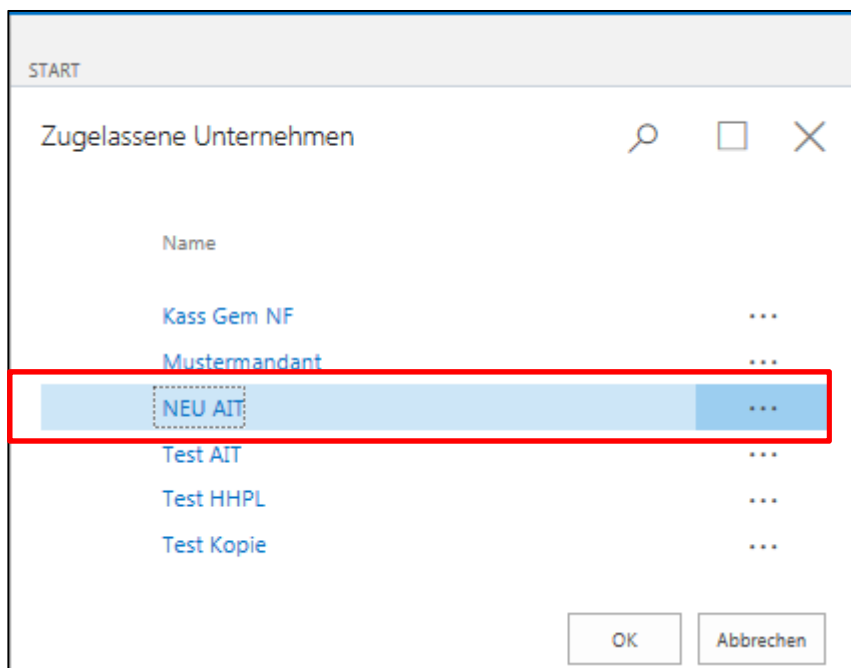 START
Zugelassene Unternehmen
Name
Kass Gem NF
Mustermandant
NEU AIT
Test AIT
Test HHPL
Test Kopie
OK Abbrechen